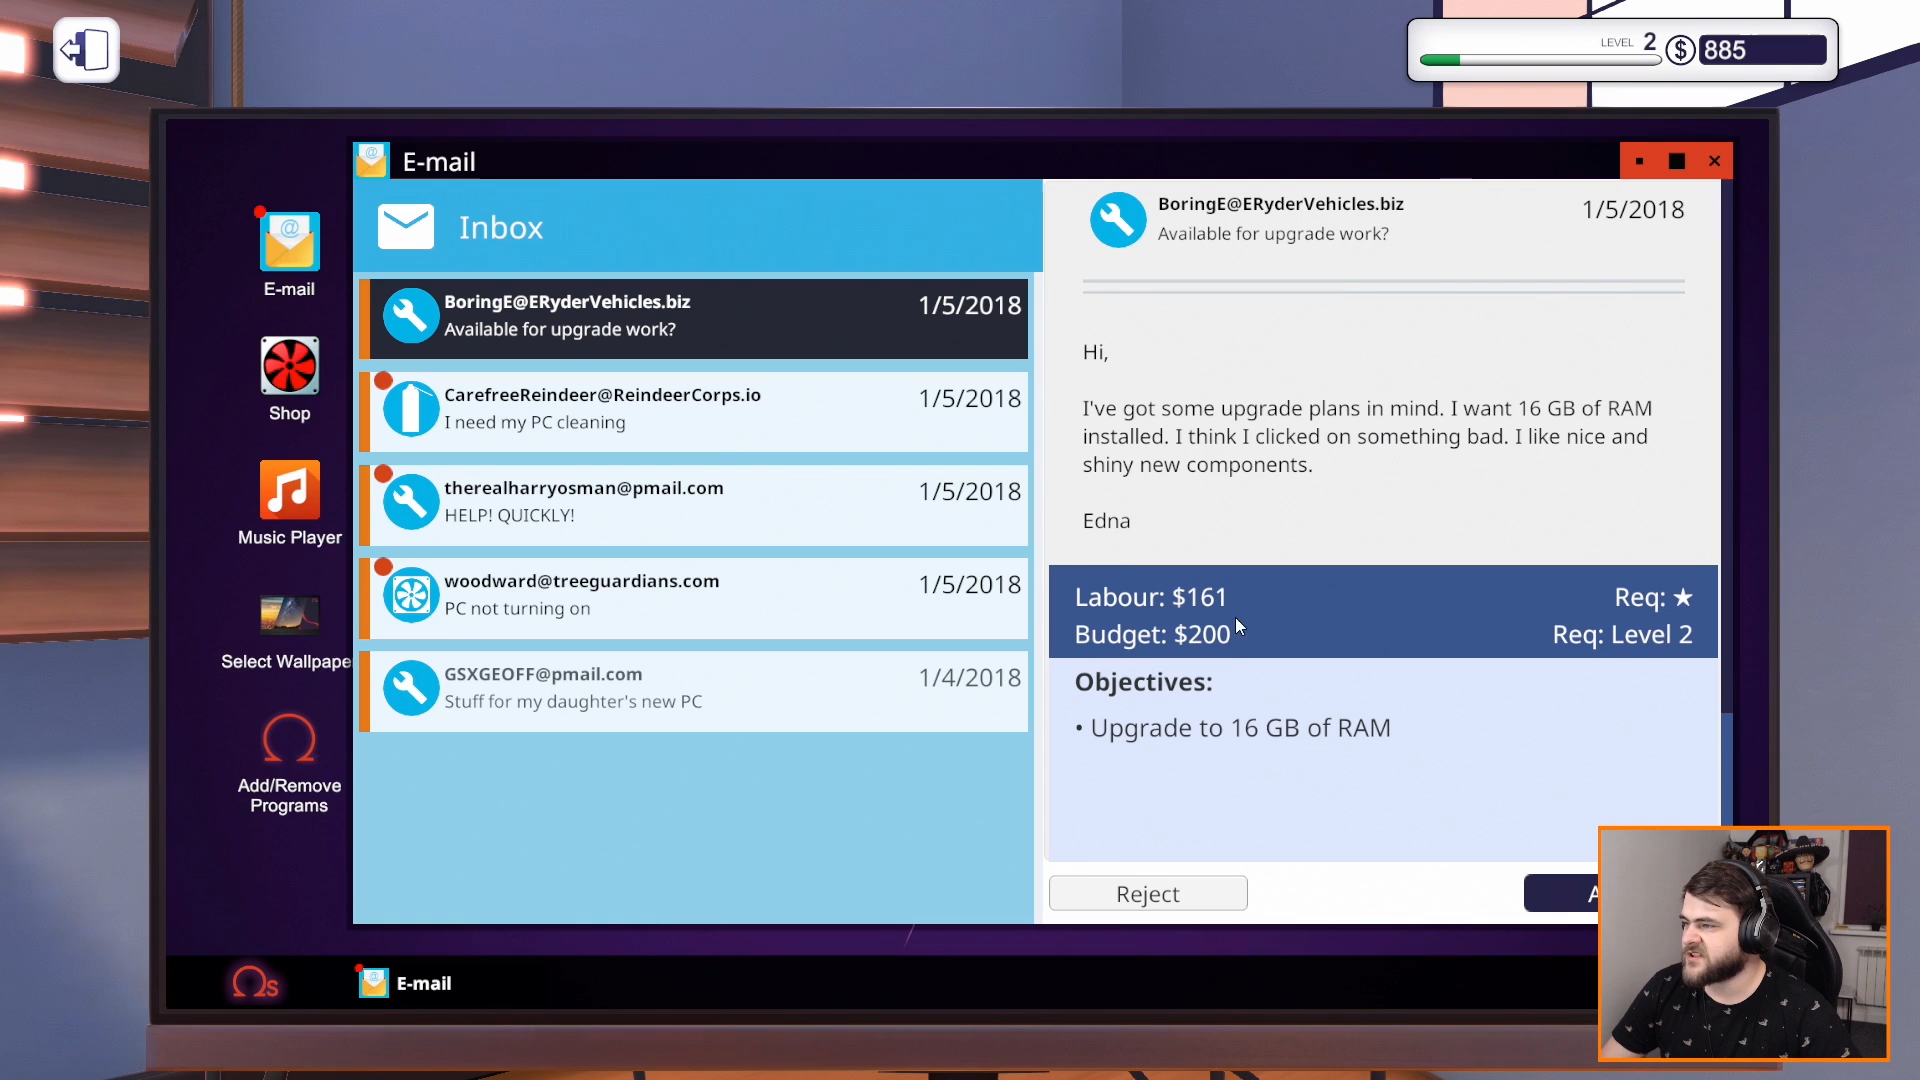 LEVEL 2 $ 885
E-mail
Inbox
BoringE@ERyderVehicles.biz 1/5/2018
Available for upgrade work?
CarefreeReindeer@ReindeerCorps.io 1/5/2018
I need my PC cleaning
therealharryosman@pmail.com 1/5/2018
HELP! QUICKLY!
woodward@treeguardians.com 1/5/2018
PC not turning on
GSXGEOFF@pmail.com 1/4/2018
Stuff for my daughter's new PC
BoringE@ERyderVehicles.biz 1/5/2018
Available for upgrade work?
Hi,
I've got some upgrade plans in mind. I want 16 GB of RAM
installed. I think I clicked on something bad. I like nice and
shiny new components.
Edna
Labour: $161 Req: ★
Budget: $200 Req: Level 2
Objectives:
• Upgrade to 16 GB of RAM
Reject
E-mail
Shop
Music Player
Select Wallpape
Add/Remove
Programs
Ωs
E-mail